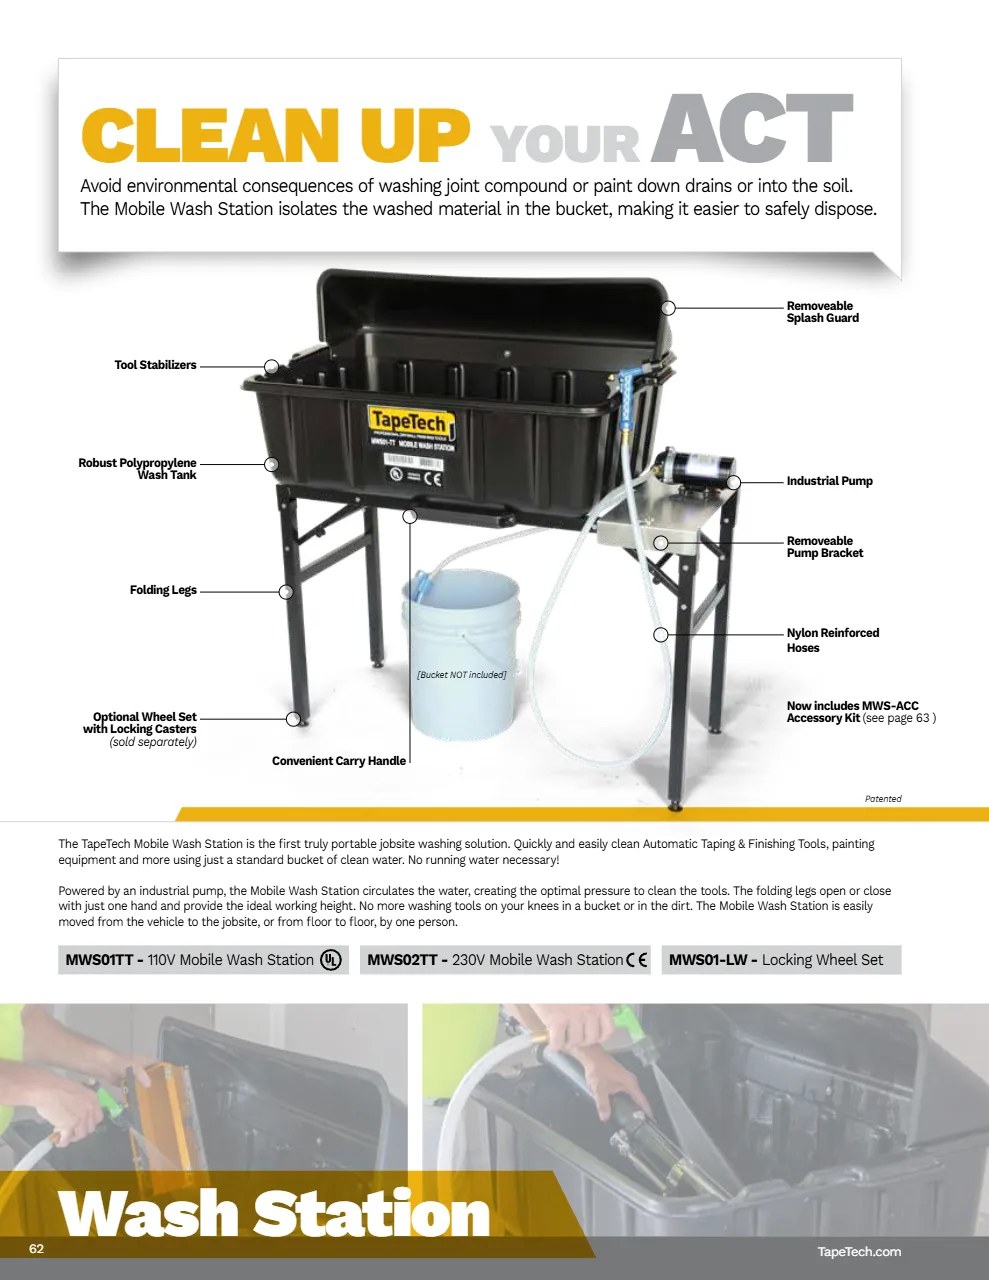 CLEAN UP YOUR ACT
Avoid environmental consequences of washing joint compound or paint down drains or into the soil.
The Mobile Wash Station isolates the washed material in the bucket, making it easier to safely dispose.
Removeable
Splash Guard
Tool Stabilizers
TapeTech
MWS01-TT MOBILE WASH STATION
UL
CE
Robust Polypropylene
Wash Tank
Industrial Pump
Removeable
Pump Bracket
Folding Legs
Nylon Reinforced
Hoses
[Bucket NOT included]
Optional Wheel Set
with Locking Casters
(sold separately)
Now includes MWS-ACC
Accessory Kit (see page 63 )
Convenient Carry Handle
Patented
The TapeTech Mobile Wash Station is the first truly portable jobsite washing solution. Quickly and easily clean Automatic Taping & Finishing Tools, painting
equipment and more using just a standard bucket of clean water. No running water necessary!
Powered by an industrial pump, the Mobile Wash Station circulates the water, creating the optimal pressure to clean the tools. The folding legs open or close
with just one hand and provide the ideal working height. No more washing tools on your knees in a bucket or in the dirt. The Mobile Wash Station is easily
moved from the vehicle to the jobsite, or from floor to floor, by one person.
MWS01TT - 110V Mobile Wash Station UL
MWS02TT - 230V Mobile Wash Station CE
MWS01-LW - Locking Wheel Set
Wash Station
62
TapeTech.com